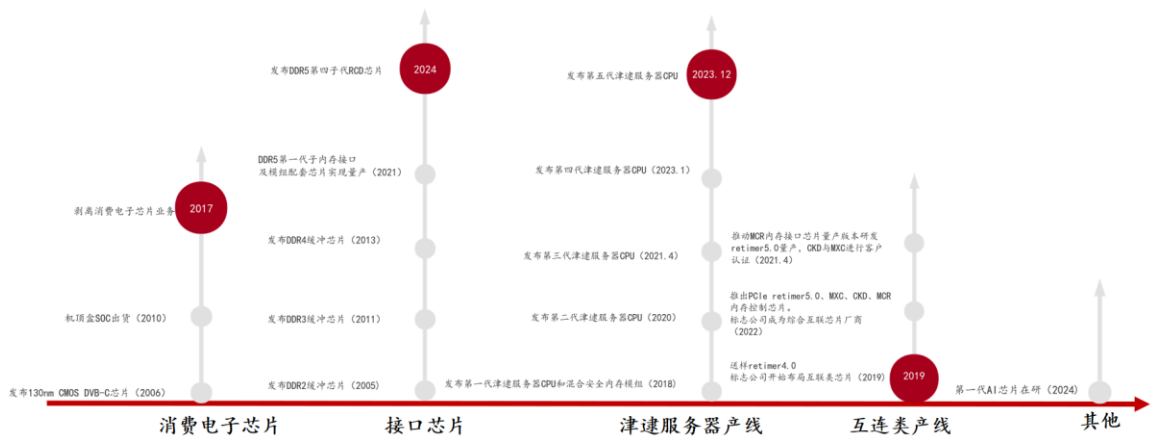 发布DDR5第四子代RCD芯片
2024
发布第五代津逮服务器CPU
2023.12
DDR5第一代子内存接口
及模组配套芯片实现量产（2021）
发布第四代津逮服务器CPU（2023.1）
剥离消费电子芯片业务
2017
发布DDR4缓冲芯片（2013）
发布第三代津逮服务器CPU（2021.4）
推动MCR内存接口芯片量产版本研发
retimer5.0量产，CKD与MXC进行客户
认证（2021.4）
机顶盒SOC出货（2010）
发布DDR3缓冲芯片（2011）
发布第二代津逮服务器CPU（2020）
推出PCIe retimer5.0、MXC、CKD、MCR
内存控制芯片。
标志公司成为综合互联芯片厂商
（2022）
发布130nm CMOS DVB-C芯片（2006）
发布DDR2缓冲芯片（2005）
发布第一代津逮服务器CPU和混合安全内存模组（2018）
送样retimer4.0
标志公司开始布局互联类芯片（2019）
2019
第一代AI芯片在研（2024）
消费电子芯片
接口芯片
津逮服务器产线
互连类产线
其他